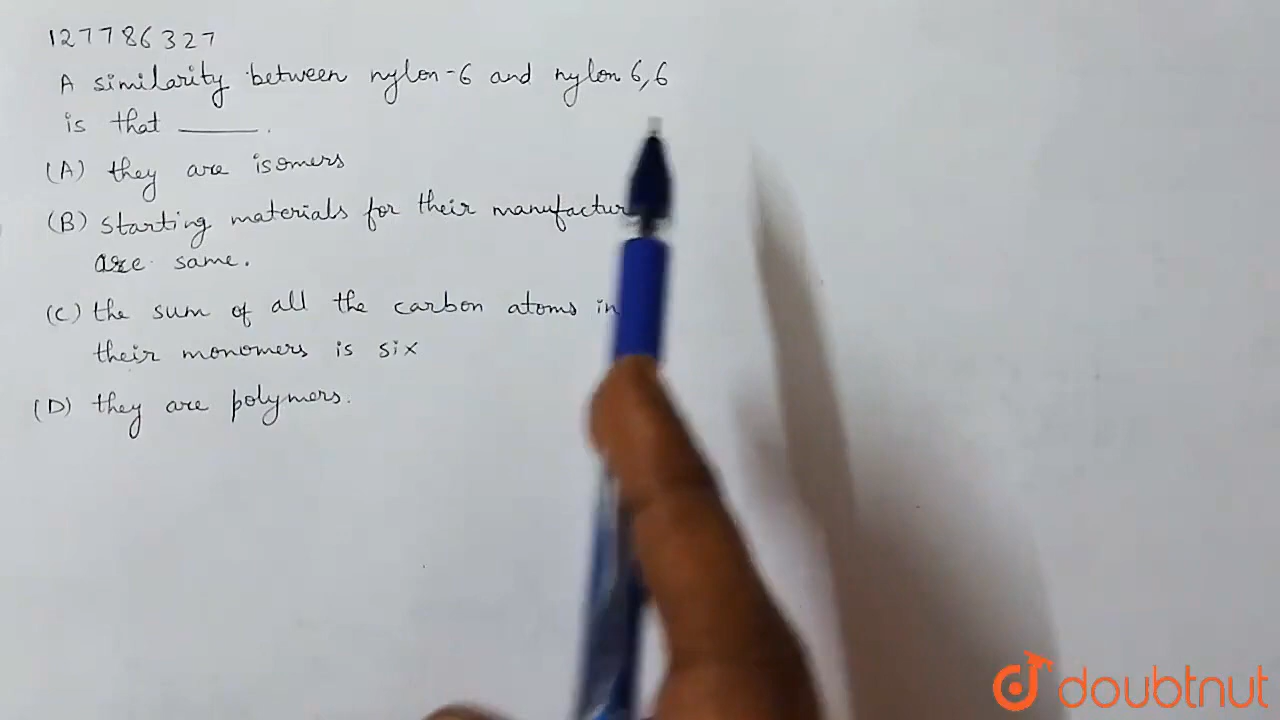 127786327
A similarity between nylon-6 and nylon 6,6
is that ______.
(A) they are isomers
(B) starting materials for their manufactur
are same.
(C) the sum of all the carbon atoms in
their monomers is six
(D) they are polymers.
doubtnut